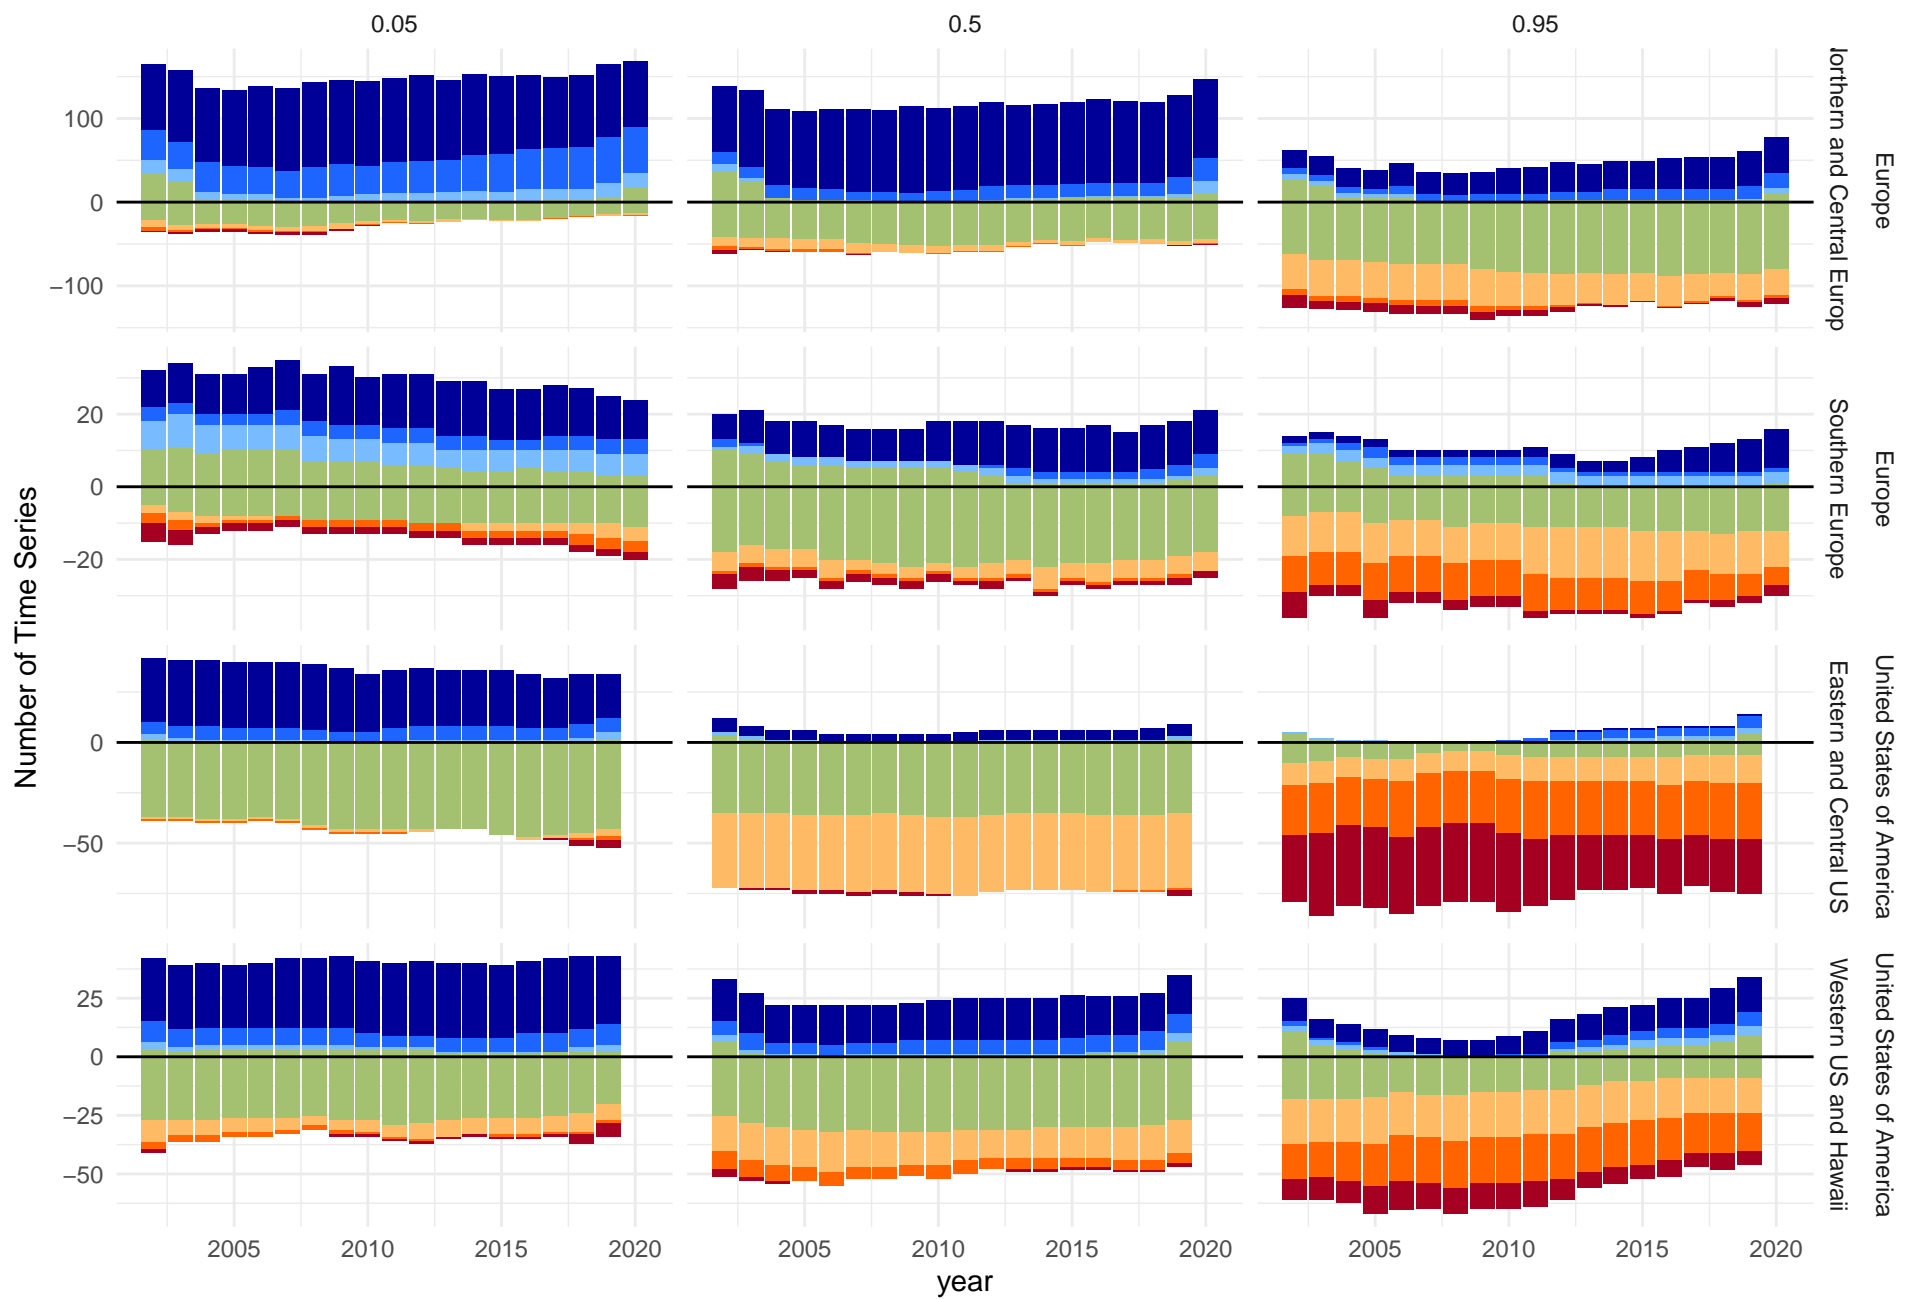 0.05
0.5
0.95
Number of Time Series
100
0
−100
orthern and Central Europ
Europe
20
0
−20
Southern Europe
Europe
0
−50
Eastern and Central US
United States of America
25
0
−25
−50
Western US and Hawaii
United States of America
2005
2010
2015
2020
2005
2010
2015
2020
2005
2010
2015
2020
year